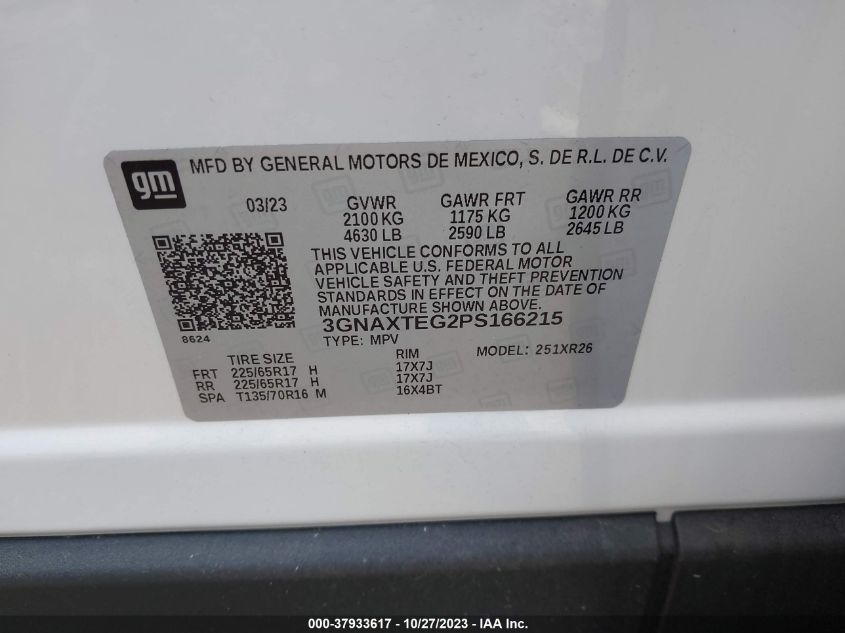 gm
MFD BY GENERAL MOTORS DE MEXICO, S. DE R.L. DE C.V.
03/23 GVWR GAWR FRT GAWR RR
2100 KG 1175 KG 1200 KG
4630 LB 2590 LB 2645 LB
THIS VEHICLE CONFORMS TO ALL
APPLICABLE U.S. FEDERAL MOTOR
VEHICLE SAFETY AND THEFT PREVENTION
STANDARDS IN EFFECT ON THE DATE OF
MANUFACTURE SHOWN ABOVE.
3GNAXTEG2PS166215
8624 TYPE: MPV MODEL: 251XR26
TIRE SIZE RIM
FRT 225/65R17 H 17X7J
RR 225/65R17 H 17X7J
SPA T135/70R16 M 16X4BT
000-37933617 - 10/27/2023 - IAA Inc.